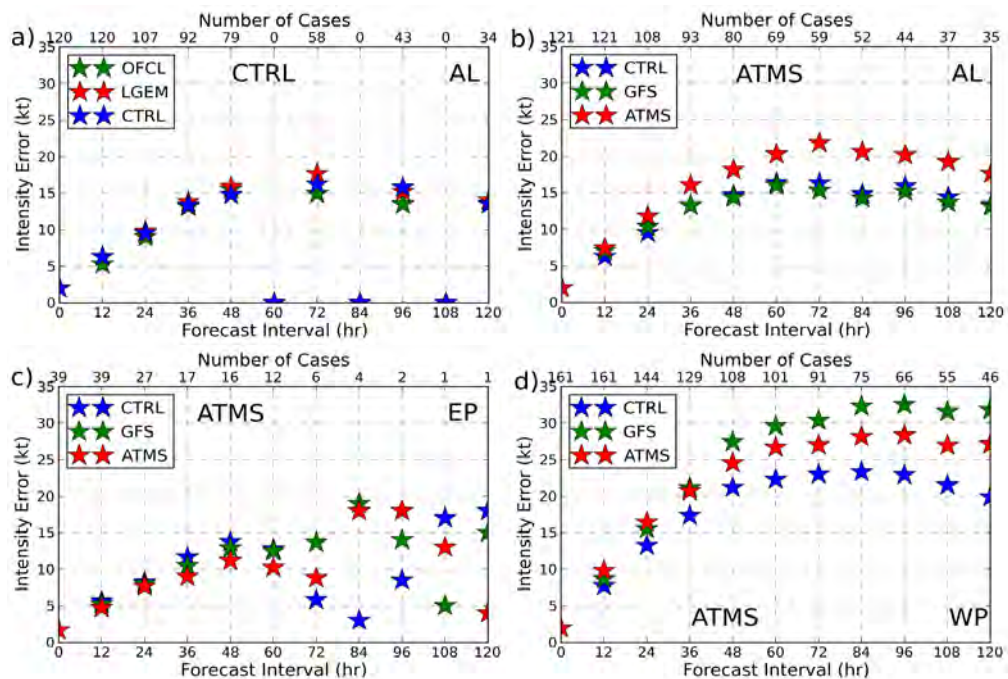 Number of Cases
a) 120 120 107 92 79 0 58 0 43 0 34
35 30 25 20 15 10 5 0
Intensity Error (kt)
OFCL
LGEM
CTRL
CTRL AL
0 12 24 36 48 60 72 84 96 108 120
Forecast Interval (hr)
Number of Cases
b) 121 121 108 93 80 69 59 52 44 37 35
35 30 25 20 15 10 5 0
Intensity Error (kt)
CTRL
GFS
ATMS
ATMS AL
0 12 24 36 48 60 72 84 96 108 120
Forecast Interval (hr)
Number of Cases
c) 39 39 27 17 16 12 6 4 2 1 1
35 30 25 20 15 10 5 0
Intensity Error (kt)
CTRL
GFS
ATMS
ATMS EP
0 12 24 36 48 60 72 84 96 108 120
Forecast Interval (hr)
Number of Cases
d) 161 161 144 129 108 101 91 75 66 55 46
35 30 25 20 15 10 5 0
Intensity Error (kt)
CTRL
GFS
ATMS
ATMS WP
0 12 24 36 48 60 72 84 96 108 120
Forecast Interval (hr)